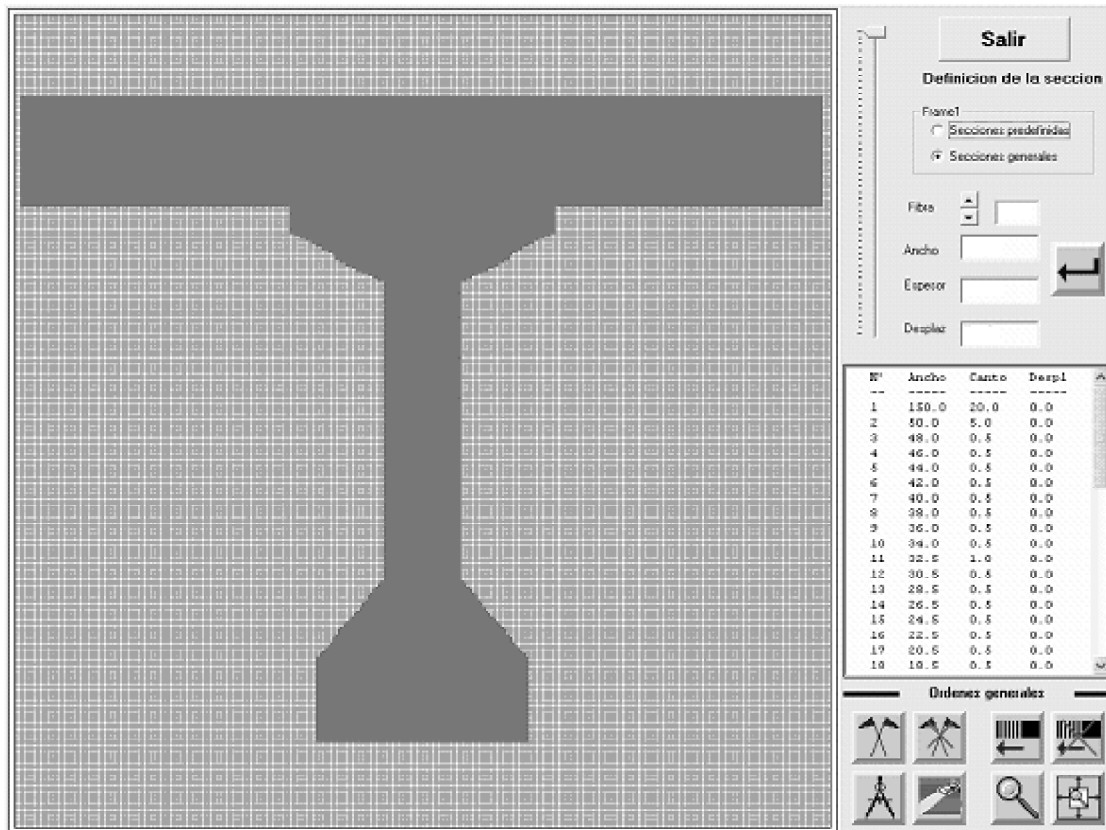 Salir
Definicion de la seccion
Frame1
Secciones predefinidas
Secciones generales
Fibra
Ancho
Espesor
Desplaz
Nº Ancho Canto Despl
-- ----- ----- -----
1 150.0 20.0 0.0
2 50.0 5.0 0.0
3 48.0 0.5 0.0
4 46.0 0.5 0.0
5 44.0 0.5 0.0
6 42.0 0.5 0.0
7 40.0 0.5 0.0
8 38.0 0.5 0.0
9 36.0 0.5 0.0
10 34.0 0.5 0.0
11 32.5 1.0 0.0
12 30.5 0.5 0.0
13 28.5 0.5 0.0
14 26.5 0.5 0.0
15 24.5 0.5 0.0
16 22.5 0.5 0.0
17 20.5 0.5 0.0
18 18.5 0.5 0.0
Ordenes generales